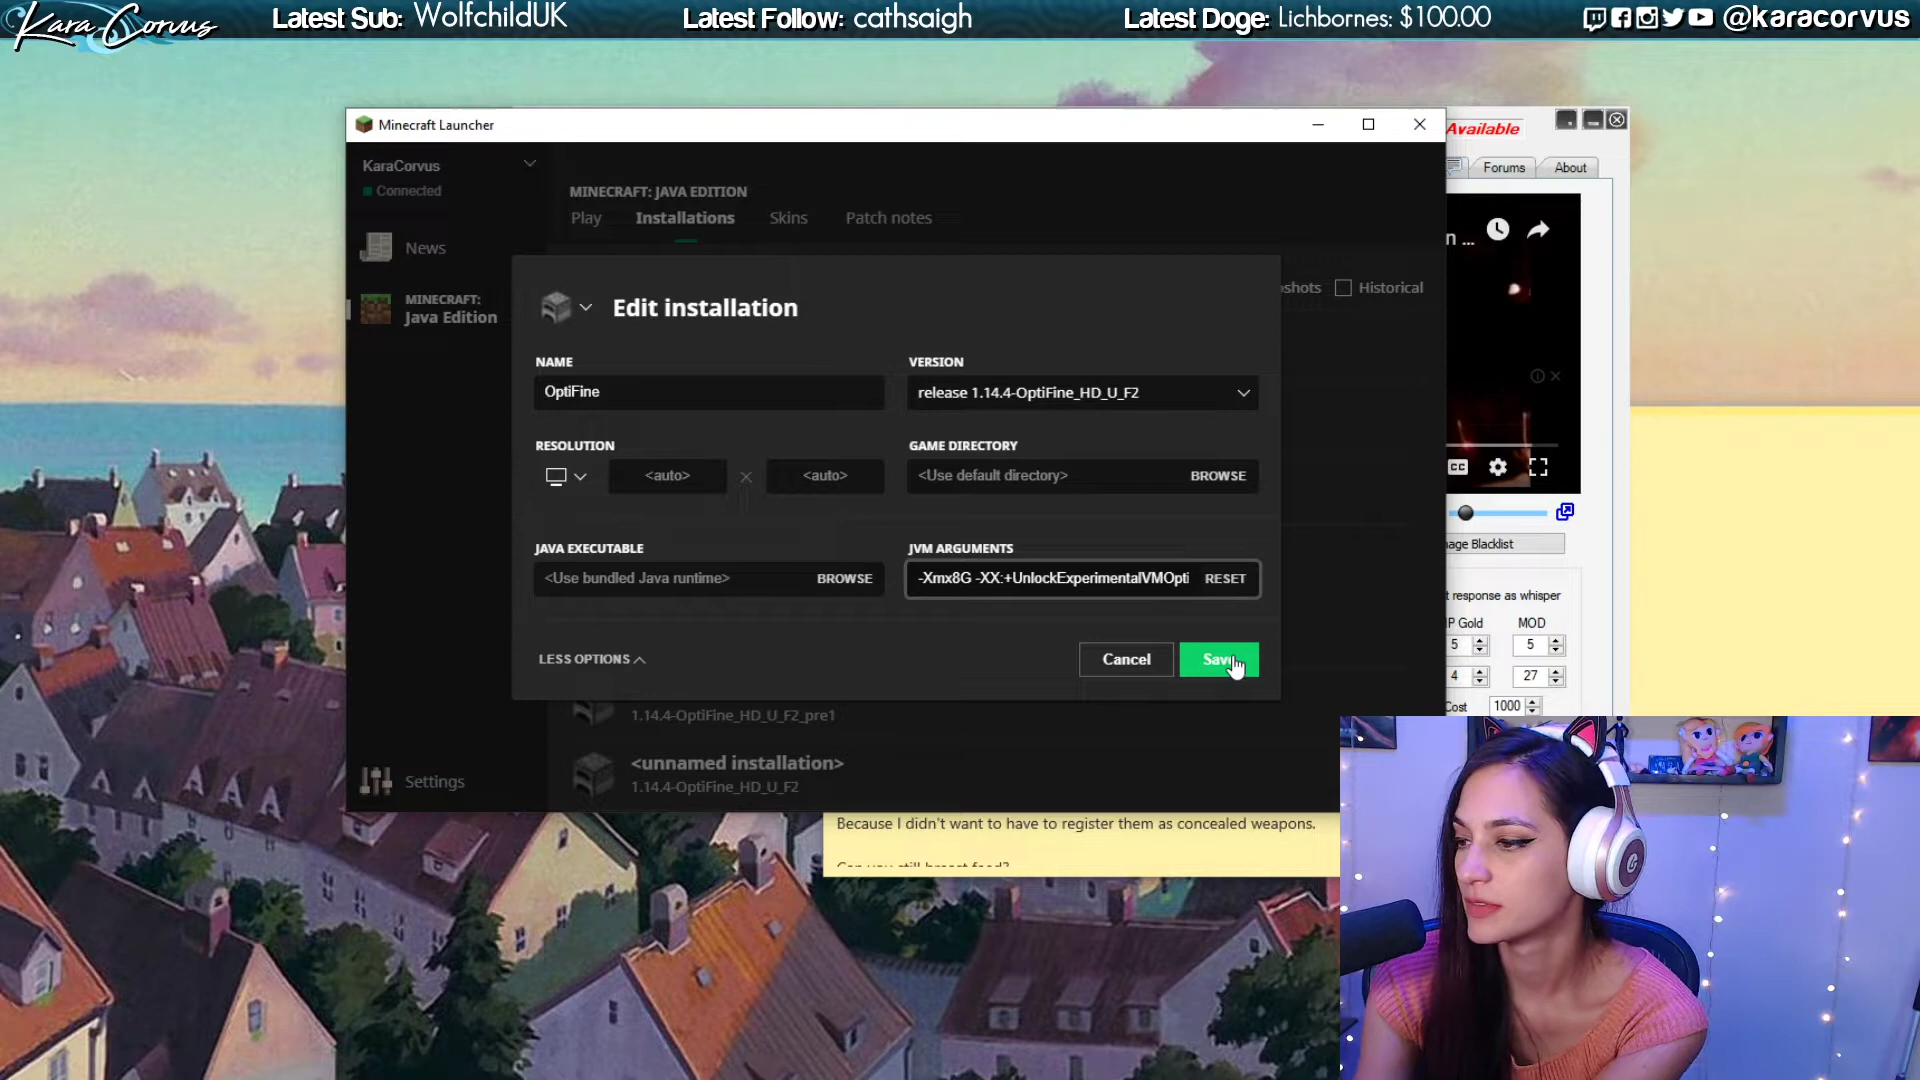 Kara Corvus
Latest Sub: WolfchildUK
Latest Follow: cathsaigh
Latest Doge: Lichbornes: $100.00
@karacorvus
Minecraft Launcher
Available
KaraCorvus
Connected
MINECRAFT: JAVA EDITION
Play Installations Skins Patch notes
Forums About
News
MINECRAFT:
Java Edition
Historical
Edit installation
NAME
VERSION
OptiFine
release 1.14.4-OptiFine_HD_U_F2
RESOLUTION
GAME DIRECTORY
<auto> × <auto>
<Use default directory>
BROWSE
CC
JAVA EXECUTABLE
JVM ARGUMENTS
<Use bundled Java runtime>
BROWSE
-Xmx8G -XX:+UnlockExperimentalVMOpti
RESET
age Blacklist
t response as whisper
IP Gold MOD
5 5
4 27
Cost 1000
LESS OPTIONS
Cancel
Save
1.14.4-OptiFine_HD_U_F2_pre1
<unnamed installation>
1.14.4-OptiFine_HD_U_F2
Settings
Because I didn't want to have to register them as concealed weapons.